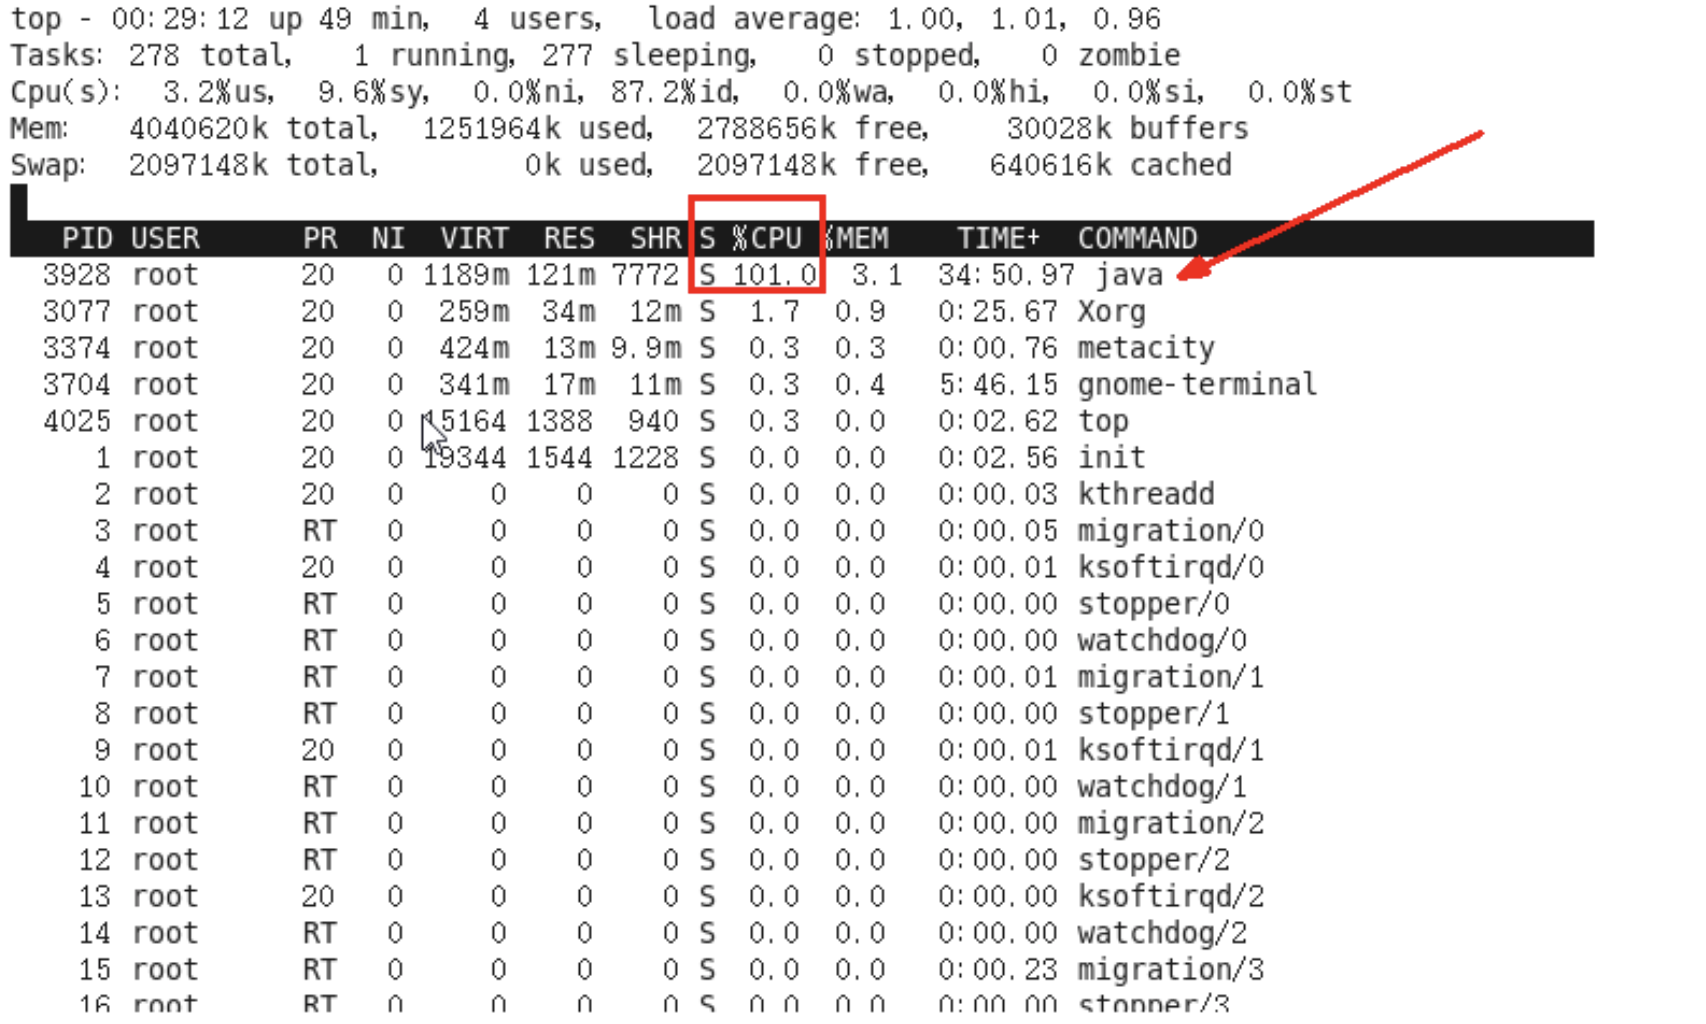 top - 00:29:12 up 49 min,  4 users,  load average: 1.00, 1.01, 0.96
Tasks: 278 total,   1 running, 277 sleeping,   0 stopped,   0 zombie
Cpu(s):  3.2%us,  9.6%sy,  0.0%ni, 87.2%id,  0.0%wa,  0.0%hi,  0.0%si,  0.0%st
Mem:   4040620k total,  1251964k used,  2788656k free,    30028k buffers
Swap:  2097148k total,        0k used,  2097148k free,   640616k cached
PID USER      PR  NI  VIRT  RES  SHR S %CPU %MEM    TIME+  COMMAND
3928 root      20   0 1189m 121m 7772 S 101.0  3.1  34:50.97 java
3077 root      20   0  259m  34m  12m S  1.7  0.9   0:25.67 Xorg
3374 root      20   0  424m  13m 9.9m S  0.3  0.3   0:00.76 metacity
3704 root      20   0  341m  17m  11m S  0.3  0.4   5:46.15 gnome-terminal
4025 root      20   0 15164 1388  940 S  0.3  0.0   0:02.62 top
1 root      20   0 19344 1544 1228 S  0.0  0.0   0:02.56 init
2 root      20   0     0    0    0 S  0.0  0.0   0:00.03 kthreadd
3 root      RT   0     0    0    0 S  0.0  0.0   0:00.05 migration/0
4 root      20   0     0    0    0 S  0.0  0.0   0:00.01 ksoftirqd/0
5 root      RT   0     0    0    0 S  0.0  0.0   0:00.00 stopper/0
6 root      RT   0     0    0    0 S  0.0  0.0   0:00.00 watchdog/0
7 root      RT   0     0    0    0 S  0.0  0.0   0:00.01 migration/1
8 root      RT   0     0    0    0 S  0.0  0.0   0:00.00 stopper/1
9 root      20   0     0    0    0 S  0.0  0.0   0:00.01 ksoftirqd/1
10 root      RT   0     0    0    0 S  0.0  0.0   0:00.00 watchdog/1
11 root      RT   0     0    0    0 S  0.0  0.0   0:00.00 migration/2
12 root      RT   0     0    0    0 S  0.0  0.0   0:00.00 stopper/2
13 root      20   0     0    0    0 S  0.0  0.0   0:00.00 ksoftirqd/2
14 root      RT   0     0    0    0 S  0.0  0.0   0:00.00 watchdog/2
15 root      RT   0     0    0    0 S  0.0  0.0   0:00.23 migration/3
16 root      RT   0     0    0    0 S  0.0  0.0   0:00.00 stopper/3